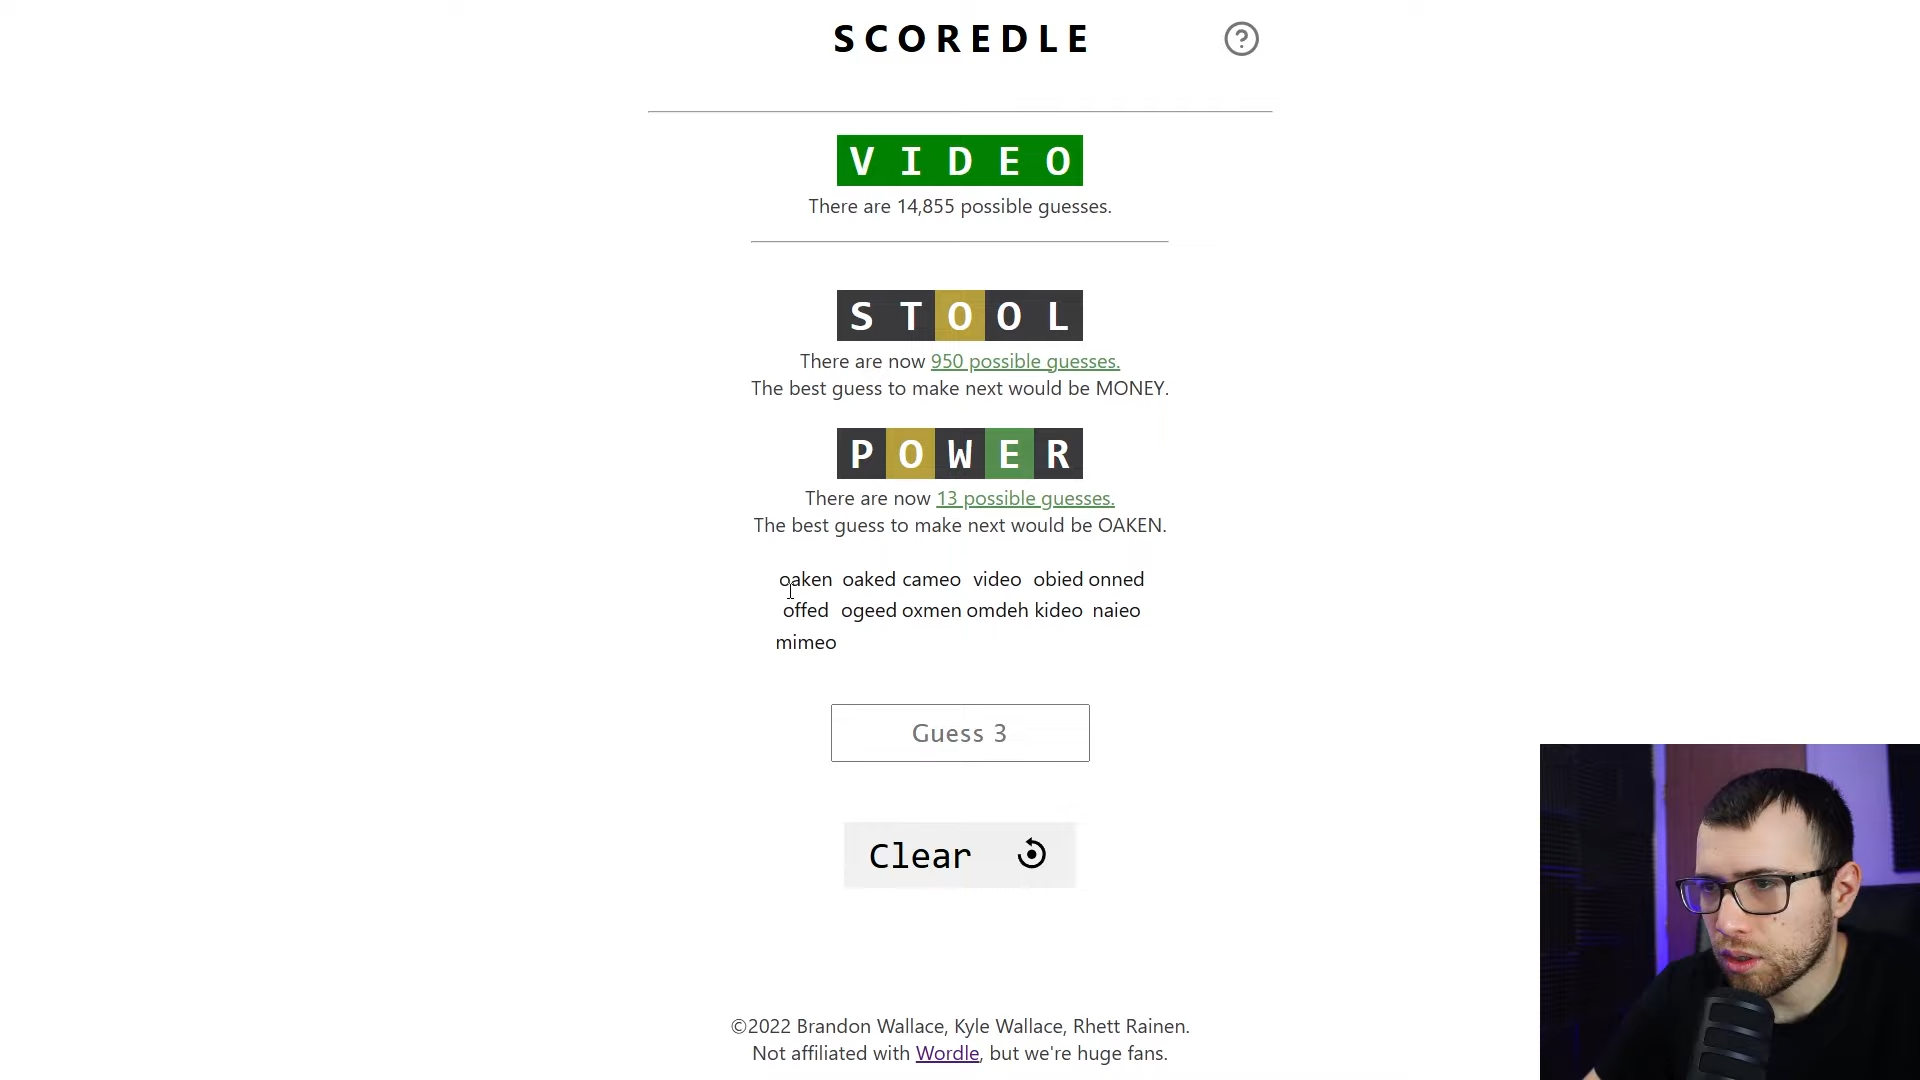 SCOREDLE
VIDEO
There are 14,855 possible guesses.
STOOL
There are now 950 possible guesses.
The best guess to make next would be MONEY.
POWER
There are now 13 possible guesses.
The best guess to make next would be OAKEN.
oaken oaked cameo video obied onned
offed ogeed oxmen omdeh kideo naieo
mimeo
Guess 3
Clear
©2022 Brandon Wallace, Kyle Wallace, Rhett Rainen.
Not affiliated with Wordle, but we're huge fans.